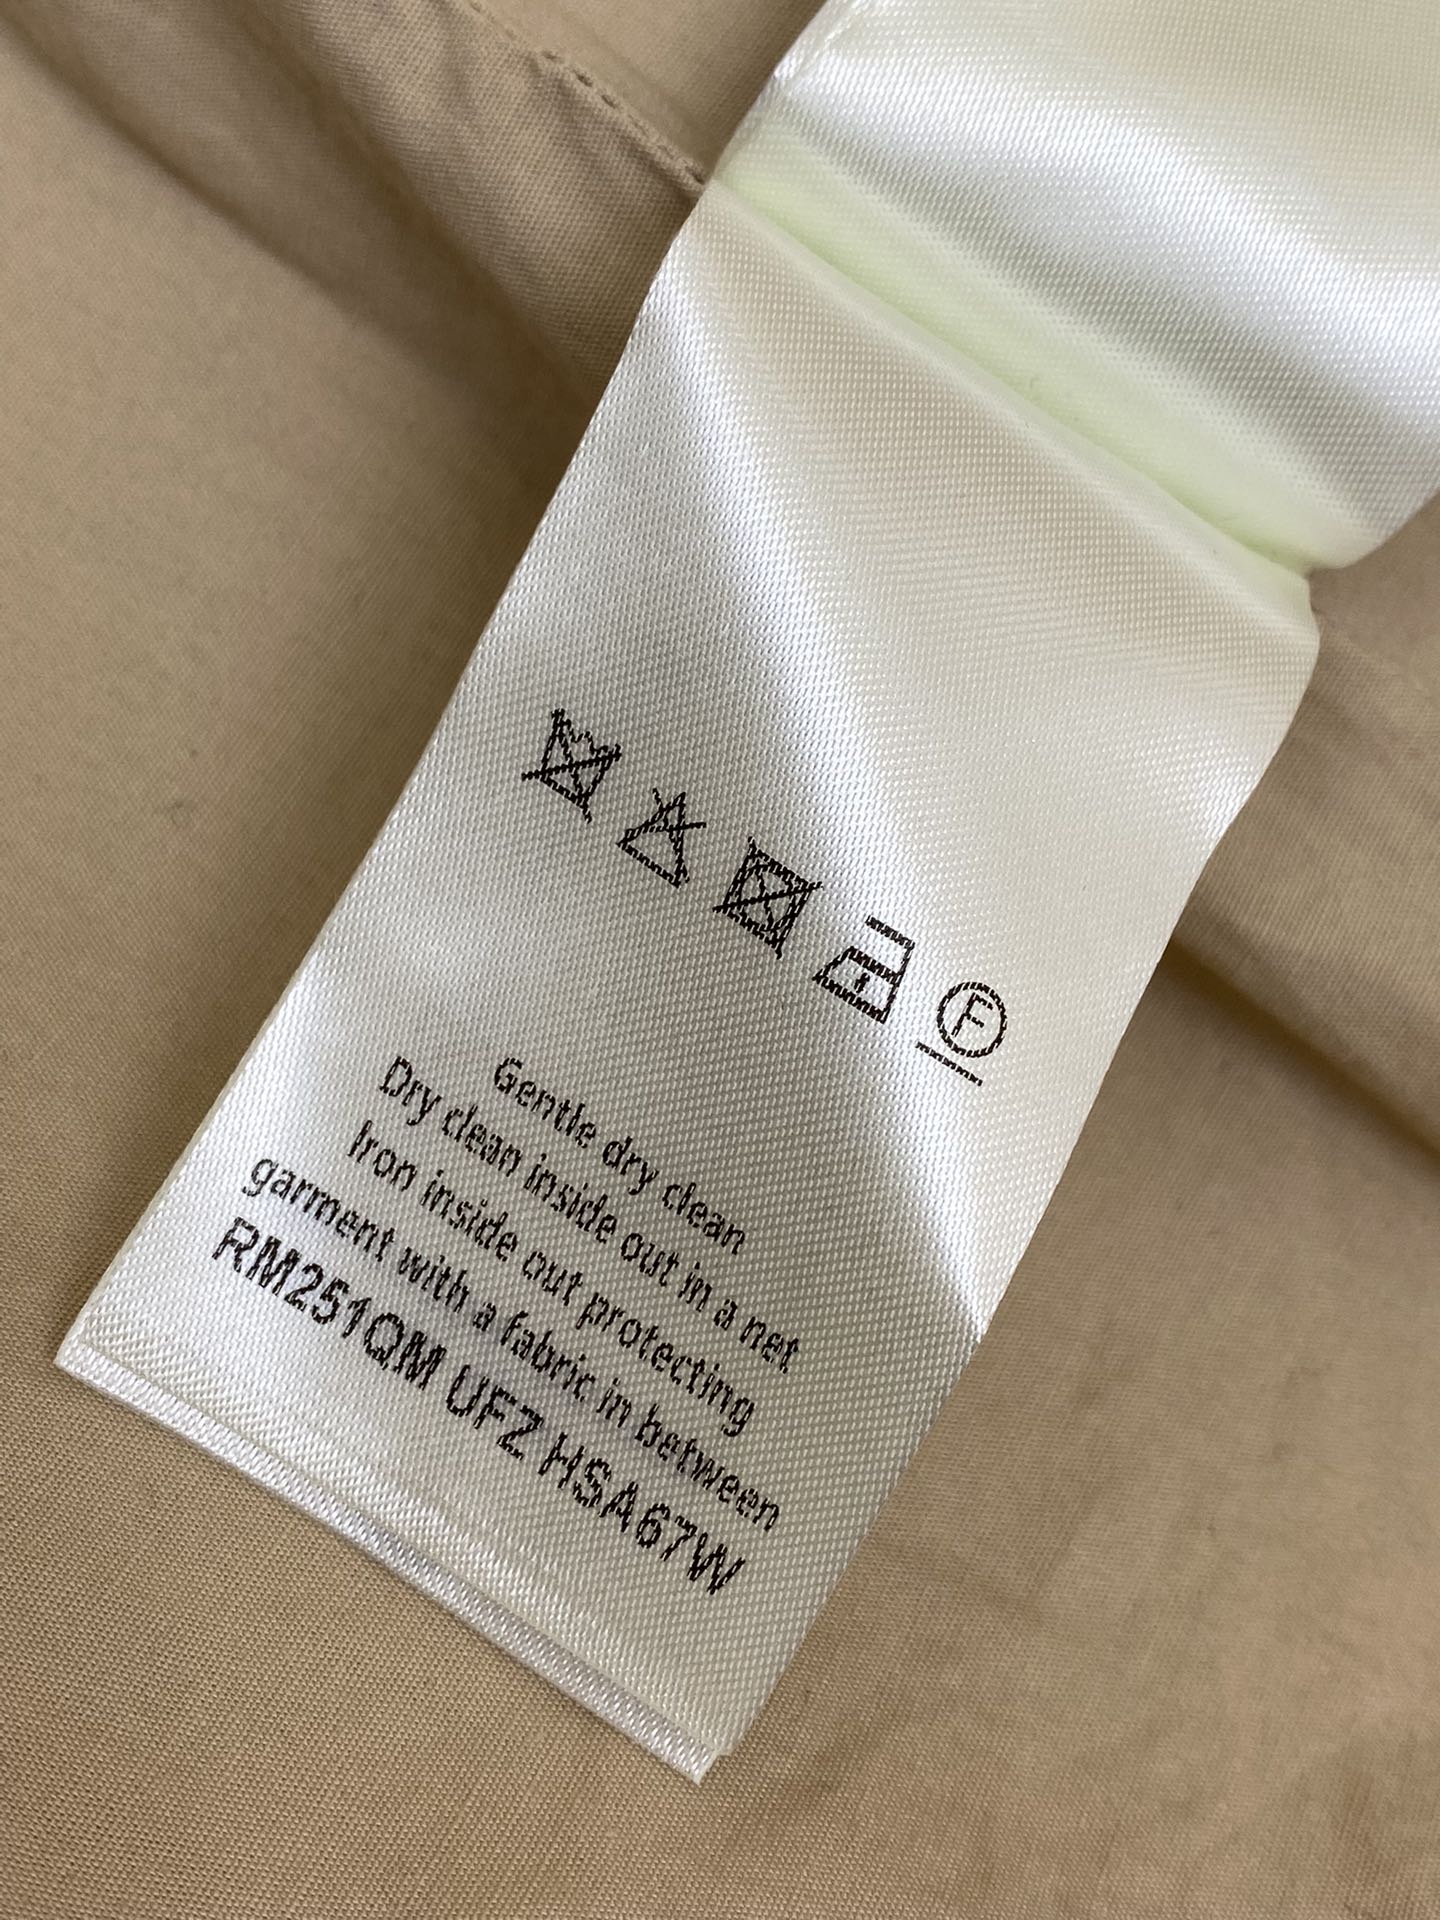 F
Gentle dry clean
Dry clean inside out in a net
Iron inside out protecting
garment with a fabric in between
RM251QM UFZ HSA67W